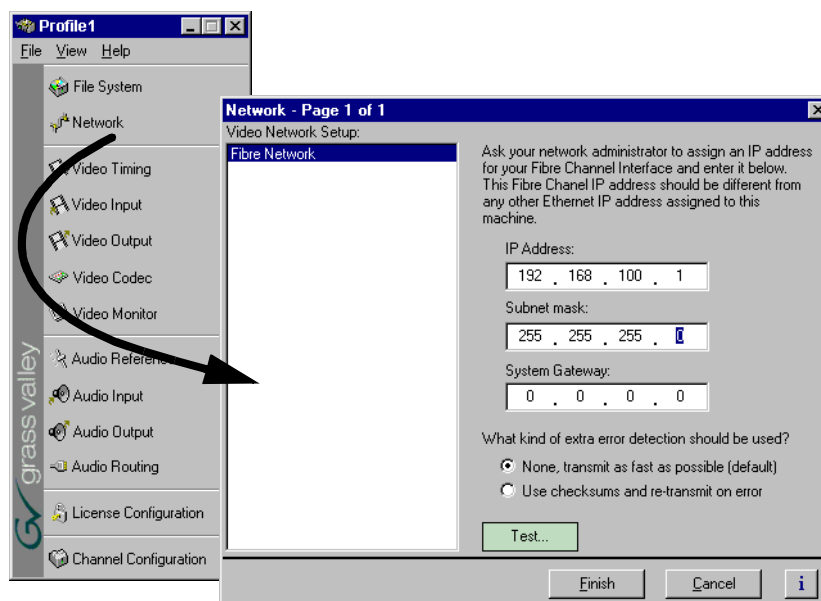 Profile1
File View Help
File System
Network
Video Timing
Video Input
Video Output
Video Codec
Video Monitor
Audio Reference
Audio Input
Audio Output
Audio Routing
License Configuration
Channel Configuration
grass valley
Network - Page 1 of 1
Video Network Setup:
Fibre Network
Ask your network administrator to assign an IP address
for your Fibre Channel Interface and enter it below.
This Fibre Chanel IP address should be different from
any other Ethernet IP address assigned to this
machine.
IP Address:
192 . 168 . 100 . 1
Subnet mask:
255 . 255 . 255 . 0
System Gateway:
0 . 0 . 0 . 0
What kind of extra error detection should be used?
None, transmit as fast as possible (default)
Use checksums and re-transmit on error
Test...
Finish Cancel i